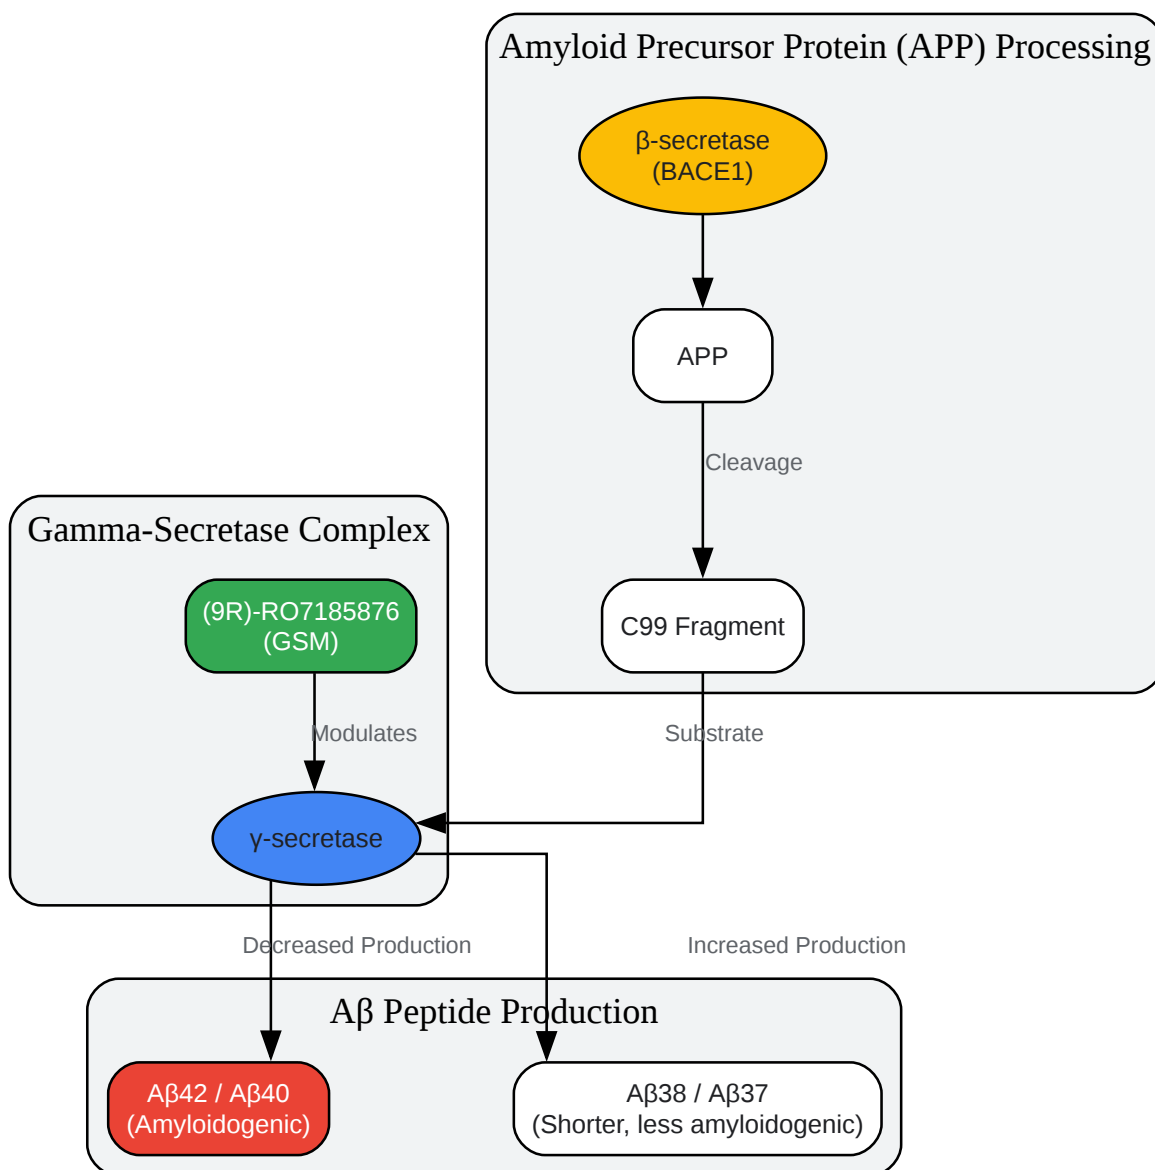 Amyloid Precursor Protein (APP) Processing
β-secretase
(BACE1)
APP
Cleavage
Gamma-Secretase Complex
(9R)-RO7185876
(GSM)
C99 Fragment
Modulates
Substrate
γ-secretase
Decreased Production
Increased Production
Aβ Peptide Production
Aβ42 / Aβ40
(Amyloidogenic)
Aβ38 / Aβ37
(Shorter, less amyloidogenic)